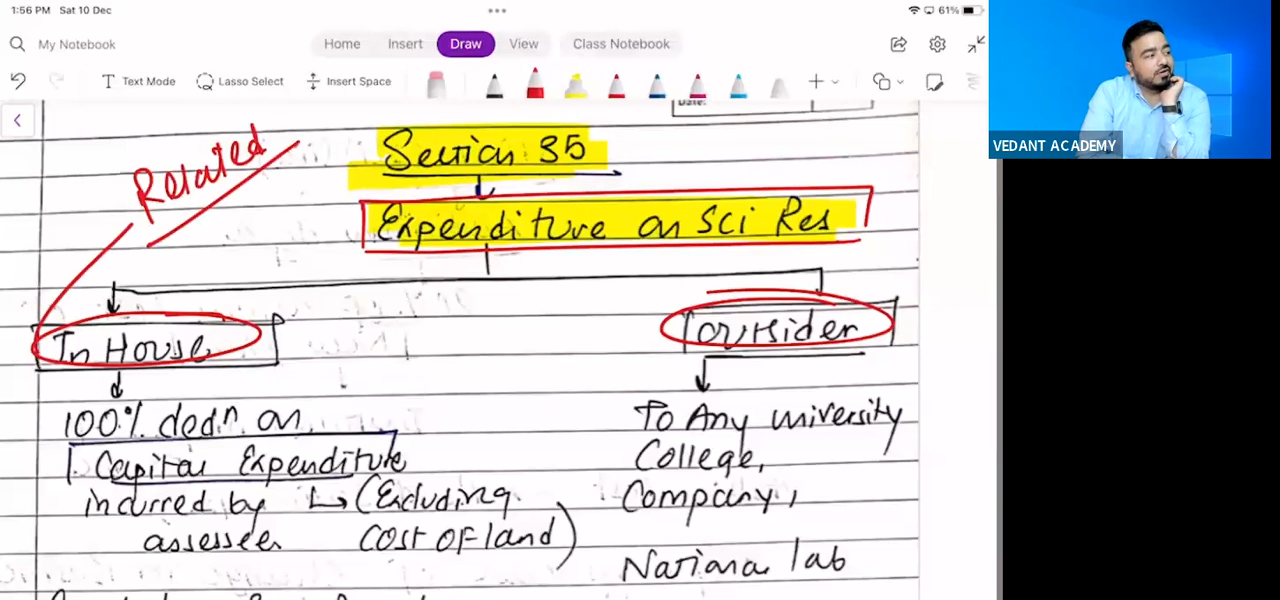 1:56 PM Sat 10 Dec
61%
My Notebook
Home Insert Draw View Class Notebook
Text Mode Lasso Select Insert Space
VEDANT ACADEMY
Date:
Related
Section 35
Expenditure on Sci Res
In House
outsider
100% dedn on
1. Capital Expenditure
incurred by
assessee
(Excluding
cost of land)
To Any university
College,
Company,
National lab